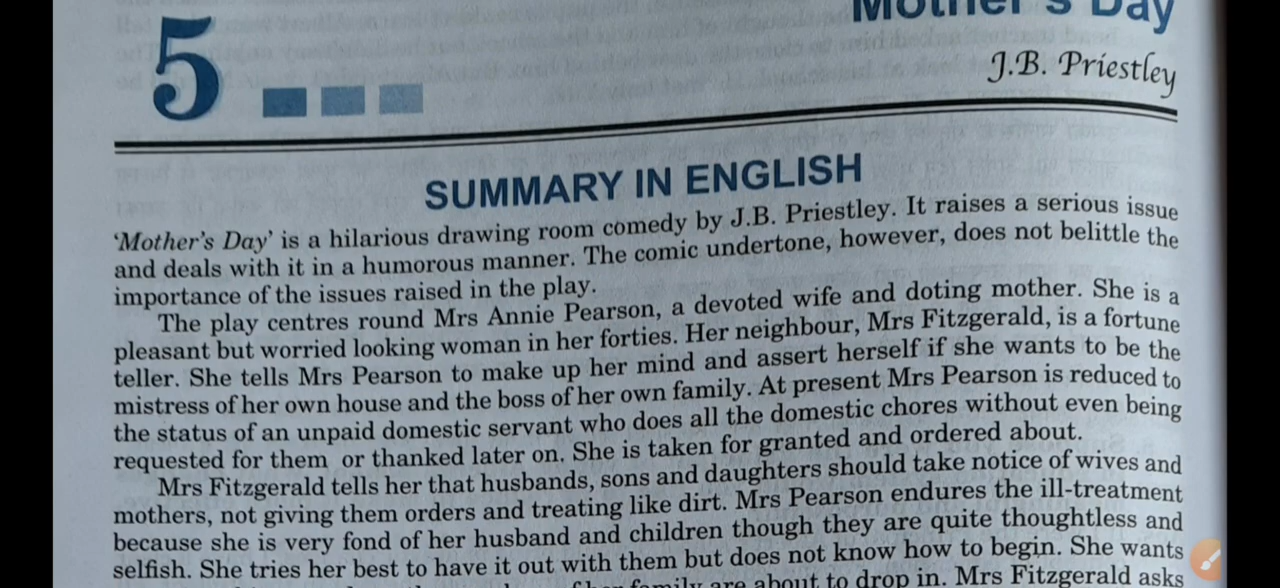 Mother's Day
5
J.B. Priestley
SUMMARY IN ENGLISH
'Mother's Day' is a hilarious drawing room comedy by J.B. Priestley. It raises a serious issue
and deals with it in a humorous manner. The comic undertone, however, does not belittle the
importance of the issues raised in the play.
The play centres round Mrs Annie Pearson, a devoted wife and doting mother. She is a
pleasant but worried looking woman in her forties. Her neighbour, Mrs Fitzgerald, is a fortune
teller. She tells Mrs Pearson to make up her mind and assert herself if she wants to be the
mistress of her own house and the boss of her own family. At present Mrs Pearson is reduced to
the status of an unpaid domestic servant who does all the domestic chores without even being
requested for them or thanked later on. She is taken for granted and ordered about.
Mrs Fitzgerald tells her that husbands, sons and daughters should take notice of wives and
mothers, not giving them orders and treating like dirt. Mrs Pearson endures the ill-treatment
because she is very fond of her husband and children though they are quite thoughtless and
selfish. She tries her best to have it out with them but does not know how to begin. She wants
family are about to drop in. Mrs Fitzgerald asks